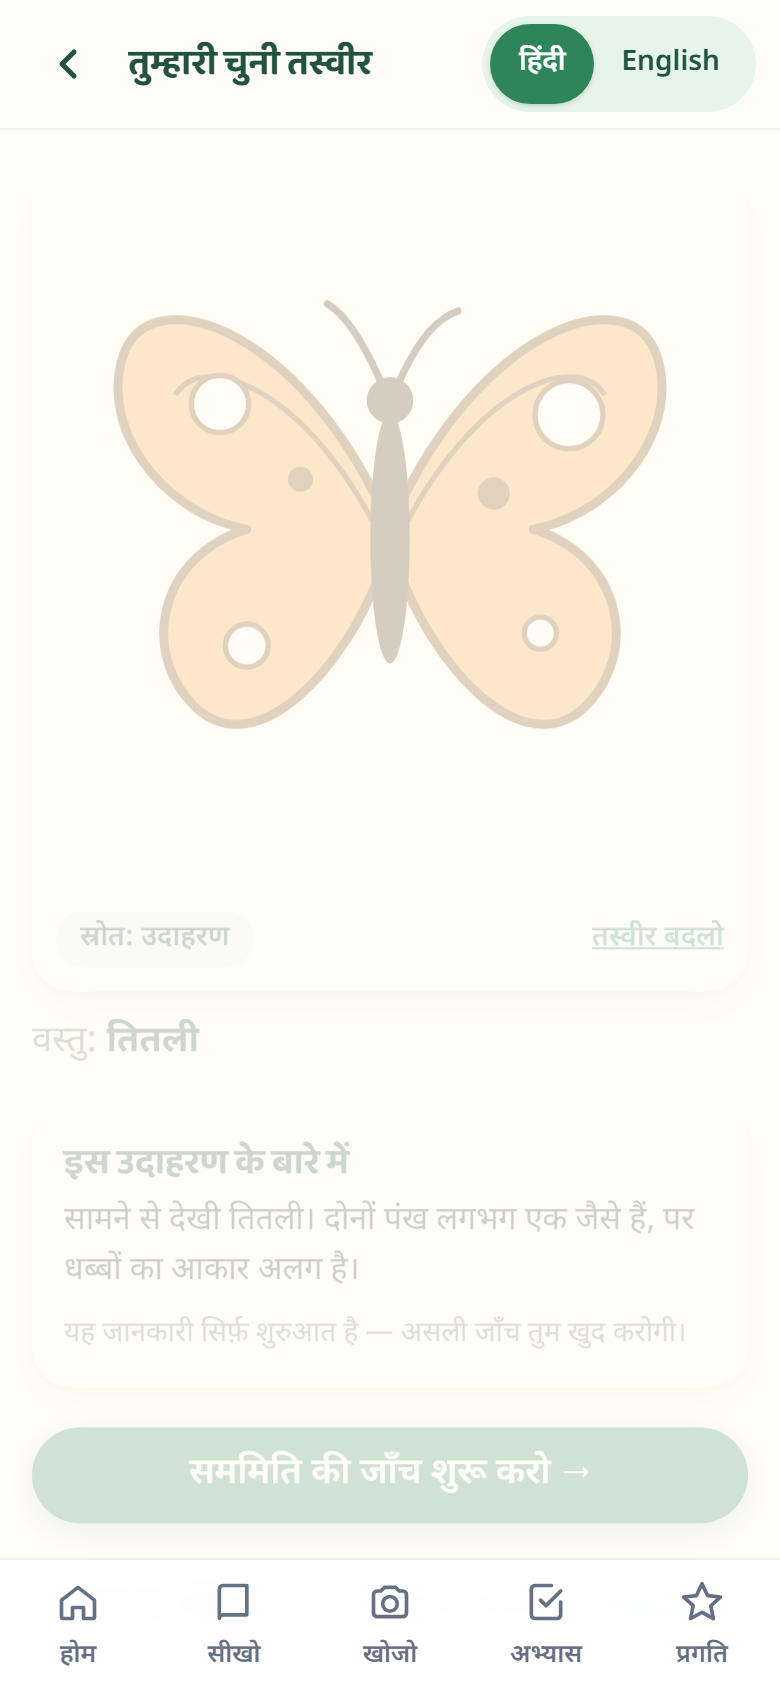 तुम्हारी चुनी तस्वीर
हिंदी
English
स्रोत: उदाहरण
तस्वीर बदलो
वस्तु: तितली
इस उदाहरण के बारे में
सामने से देखी तितली। दोनों पंख लगभग एक जैसे हैं, पर
धब्बों का आकार अलग है।
यह जानकारी सिर्फ़ शुरुआत है — असली जाँच तुम खुद करोगी।
सममिति की जाँच शुरू करो →
होम
सीखो
खोजो
अभ्यास
प्रगति